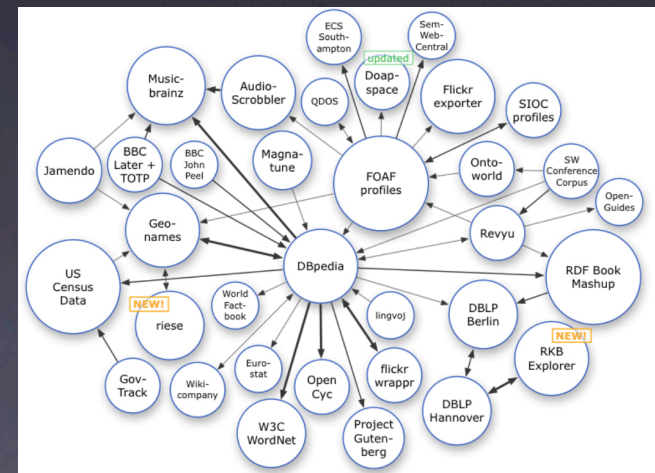 ECS
South-
ampton
Sem-
Web-
Central
updated
Doap-
space
Music-
brainz
Audio-
Scrobbler
QDOS
Flickr
exporter
SIOC
profiles
Jamendo
BBC
Later +
TOTP
BBC
John
Peel
Magna-
tune
FOAF
profiles
Onto-
world
SW
Conference
Corpus
Open-
Guides
Geo-
names
Revyu
US
Census
Data
DBpedia
RDF Book
Mashup
NEW!
riese
World
Fact-
book
lingvoj
DBLP
Berlin
NEW!
RKB
Explorer
Gov-
Track
Wiki-
company
Euro-
stat
Open
Cyc
flickr
wrappr
DBLP
Hannover
W3C
WordNet
Project
Guten-
berg